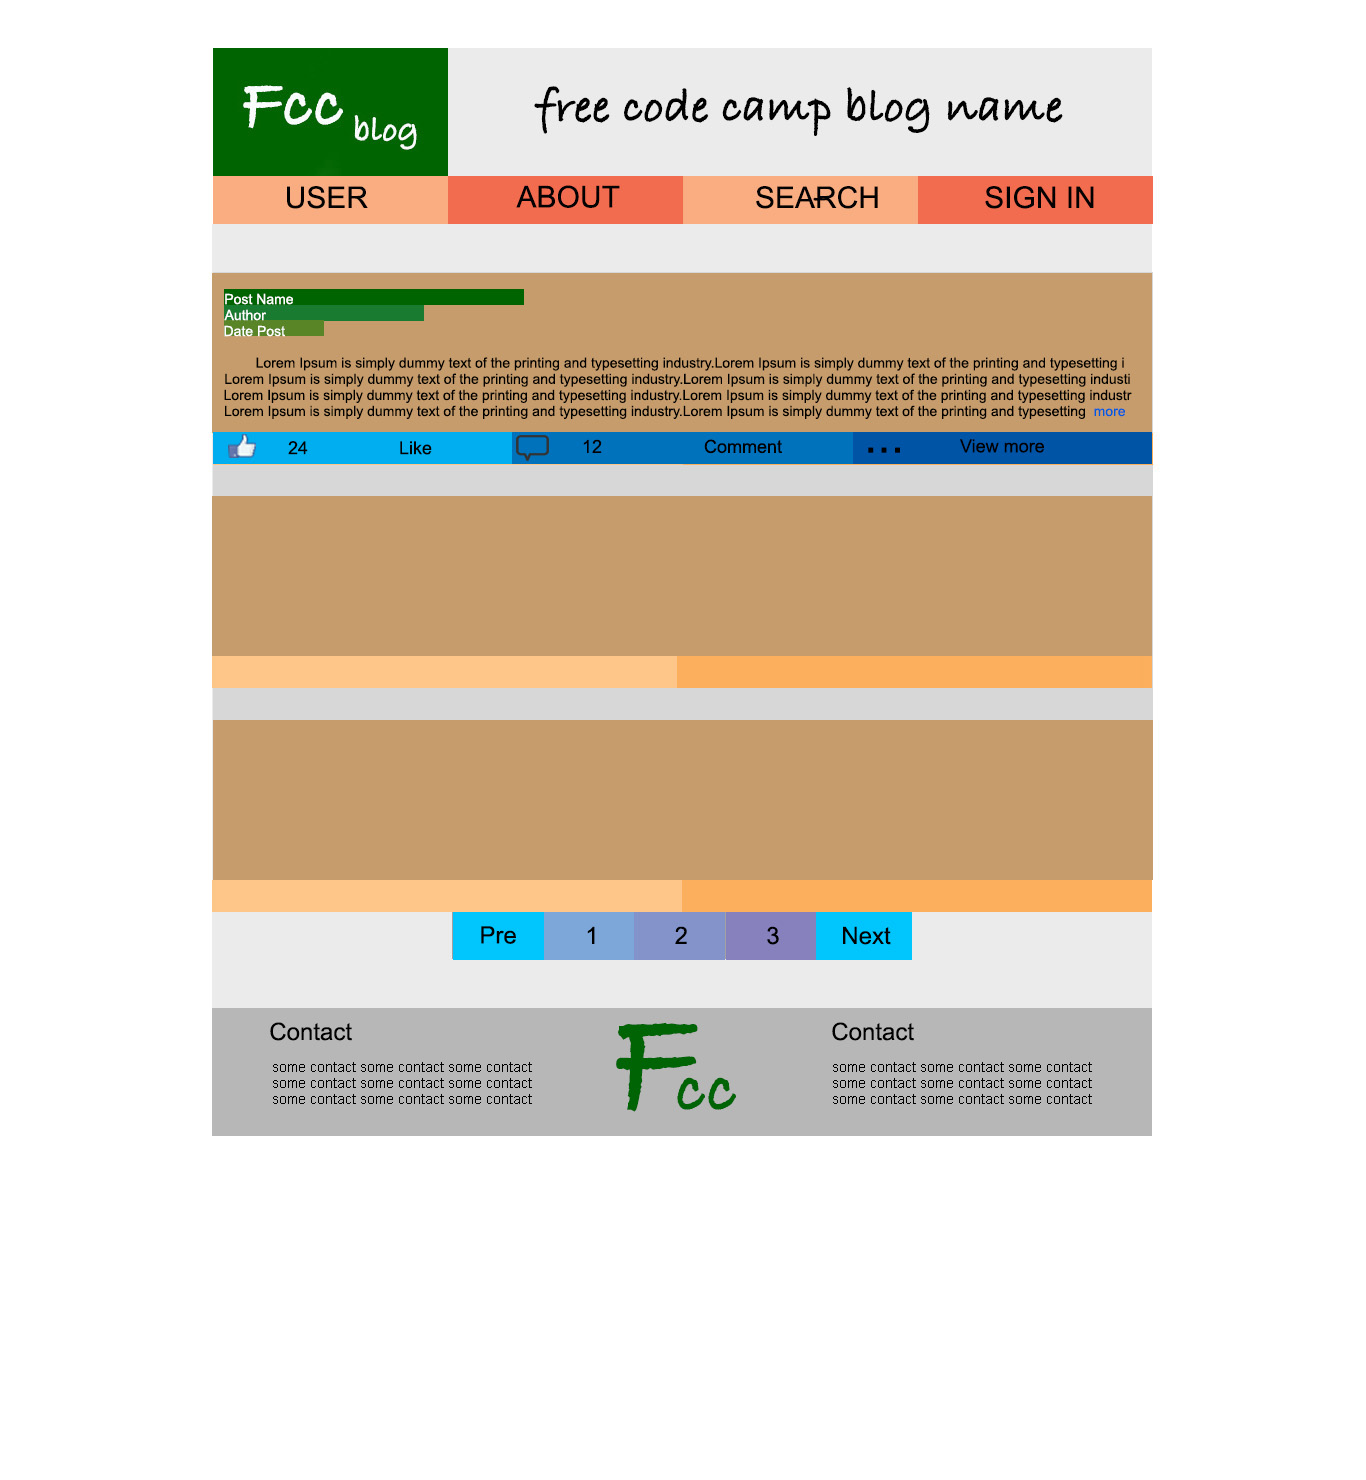 Fcc blog
free code camp blog name
USER ABOUT SEARCH SIGN IN
Post Name
Author
Date Post
Lorem Ipsum is simply dummy text of the printing and typesetting industry.Lorem Ipsum is simply dummy text of the printing and typesetting i
Lorem Ipsum is simply dummy text of the printing and typesetting industry.Lorem Ipsum is simply dummy text of the printing and typesetting industi
Lorem Ipsum is simply dummy text of the printing and typesetting industry.Lorem Ipsum is simply dummy text of the printing and typesetting industr
Lorem Ipsum is simply dummy text of the printing and typesetting industry.Lorem Ipsum is simply dummy text of the printing and typesetting more
24 Like 12 Comment ... View more
Pre 1 2 3 Next
Contact
some contact some contact some contact
some contact some contact some contact
some contact some contact some contact
Fcc
Contact
some contact some contact some contact
some contact some contact some contact
some contact some contact some contact